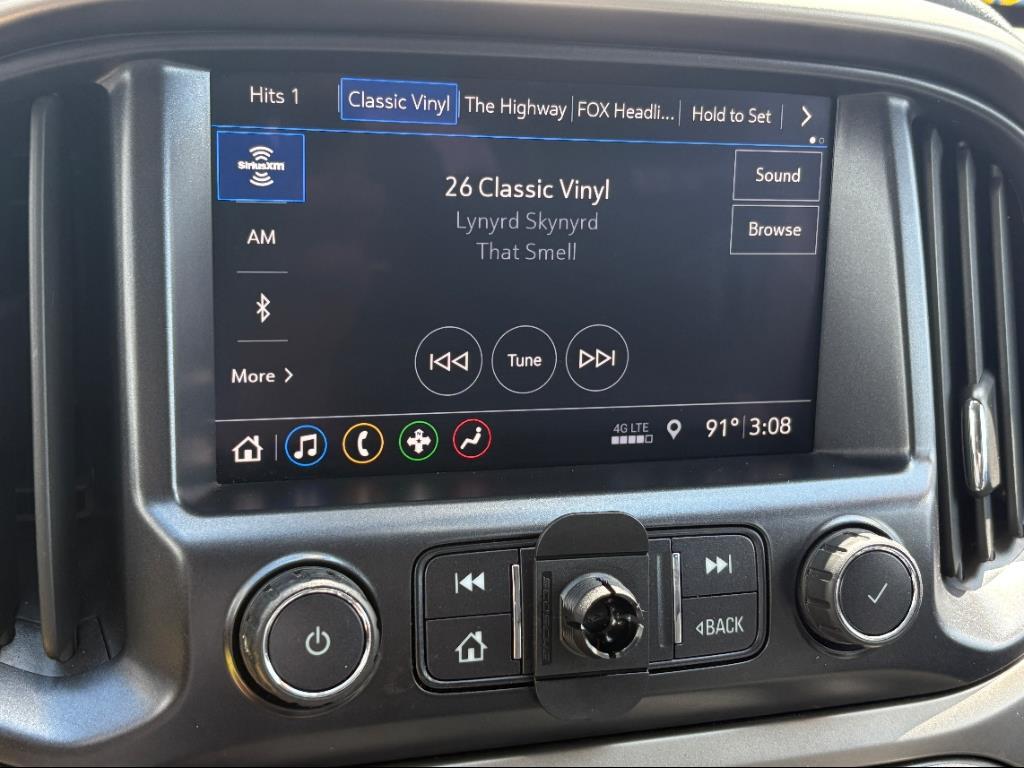 Hits 1
Classic Vinyl
The Highway
FOX Headli...
Hold to Set
SiriusXM
26 Classic Vinyl
Sound
Lynyrd Skynyrd
Browse
That Smell
AM
Tune
More
4G LTE
91° 3:08
BACK